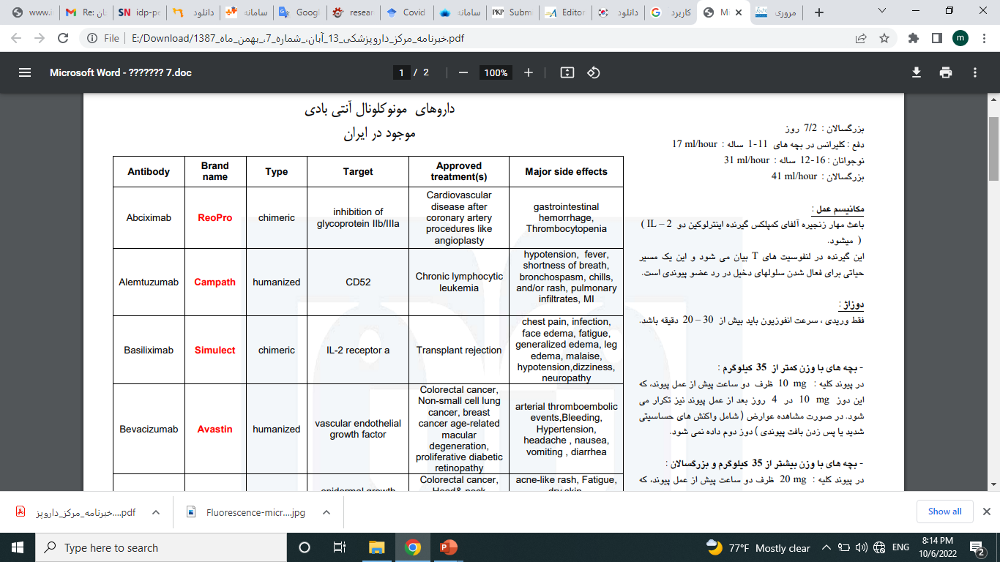 www.i
Re: ان
idp-pe
دانلود
سامانه
Googl
resear
Covid
سامانه
Subm
Editor
دانلود
کاربرد
Mi
مروری
File
E:/Download/1387_خبرنامه_مرکز_داروپزشکی_13_آبان،_شماره_7،_بهمن_ماه.pdf
m
Microsoft Word - ??????? 7.doc
1 / 2
100%
داروهای مونوکلونال آنتی بادی
موجود در ایران
Antibody
Brand
name
Type
Target
Approved
treatment(s)
Major side effects
Abciximab
ReoPro
chimeric
inhibition of
glycoprotein IIb/IIIa
Cardiovascular
disease after
coronary artery
procedures like
angioplasty
gastrointestinal
hemorrhage,
Thrombocytopenia
Alemtuzumab
Campath
humanized
CD52
Chronic lymphocytic
leukemia
hypotension, fever,
shortness of breath,
bronchospasm, chills,
and/or rash, pulmonary
infiltrates, MI
Basiliximab
Simulect
chimeric
IL-2 receptor a
Transplant rejection
chest pain, infection,
face edema, fatigue,
generalized edema, leg
edema, malaise,
hypotension,dizziness,
neuropathy
Bevacizumab
Avastin
humanized
vascular endothelial
growth factor
Colorectal cancer,
Non-small cell lung
cancer, breast
cancer age-related
macular
degeneration,
proliferative diabetic
retinopathy
arterial thromboembolic
events,Bleeding,
Hypertension,
headache , nausea,
vomiting , diarrhea
epidermal growth
Colorectal cancer,
Head& neck
acne-like rash, Fatigue,
dry skin
بزرگسالان : 7/2 روز
دفع : کلیرانس در بچه های 11-1 ساله : 17 ml/hour
نوجوانان : 16-12 ساله : 31 ml/hour
بزرگسالان : 41 ml/hour
مکانیسم عمل :
باعث مهار زنجیره آلفای کمپلکس گیرنده اینترلوکین دو ( IL – 2
) میشود.
این گیرنده در لنفوسیت های T بیان می شود و این یک مسیر
حیاتی برای فعال شدن سلولهای دخیل در رد عضو پیوندی است.
دوزاژ :
فقط وریدی ، سرعت انفوزیون باید بیش از 30 – 20 دقیقه باشد.
- بچه های با وزن کمتر از 35 کیلوگرم :
در پیوند کلیه : 10 mg ظرف دو ساعت پیش از عمل پیوند، که
این دوز 10 mg در 4 روز بعد از عمل پیوند نیز تکرار می
شود. در صورت مشاهده عوارض ( شامل واکنش های حساسیتی
شدید یا پس زدن بافت پیوندی ) دوز دوم داده نمی شود.
- بچه های با وزن بیشتر از 35 کیلوگرم و بزرگسالان :
در پیوند کلیه : 20 mg ظرف دو ساعت پیش از عمل پیوند، که
خبرنامه_مرکز_داروپز....pdf
Fluorescence-micr....jpg
Show all
Type here to search
77°F Mostly clear
ENG
8:14 PM
10/6/2022
2